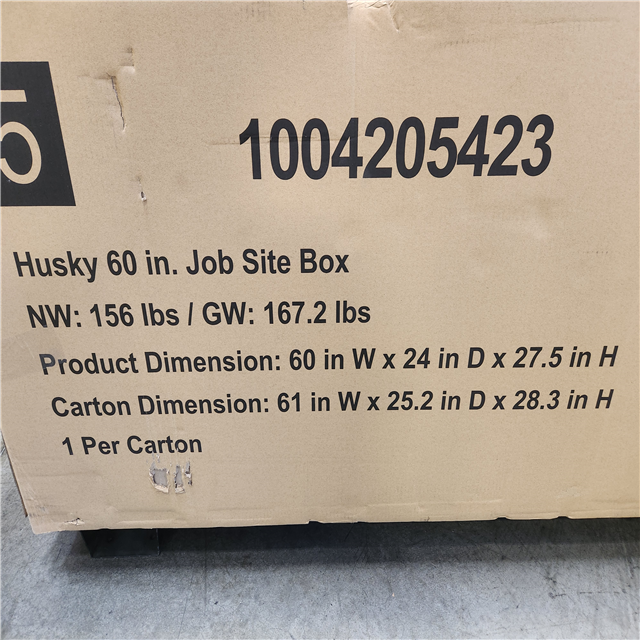 5
1004205423
Husky 60 in. Job Site Box
NW: 156 lbs / GW: 167.2 lbs
Product Dimension: 60 in W x 24 in D x 27.5 in H
Carton Dimension: 61 in W x 25.2 in D x 28.3 in H
1 Per Carton